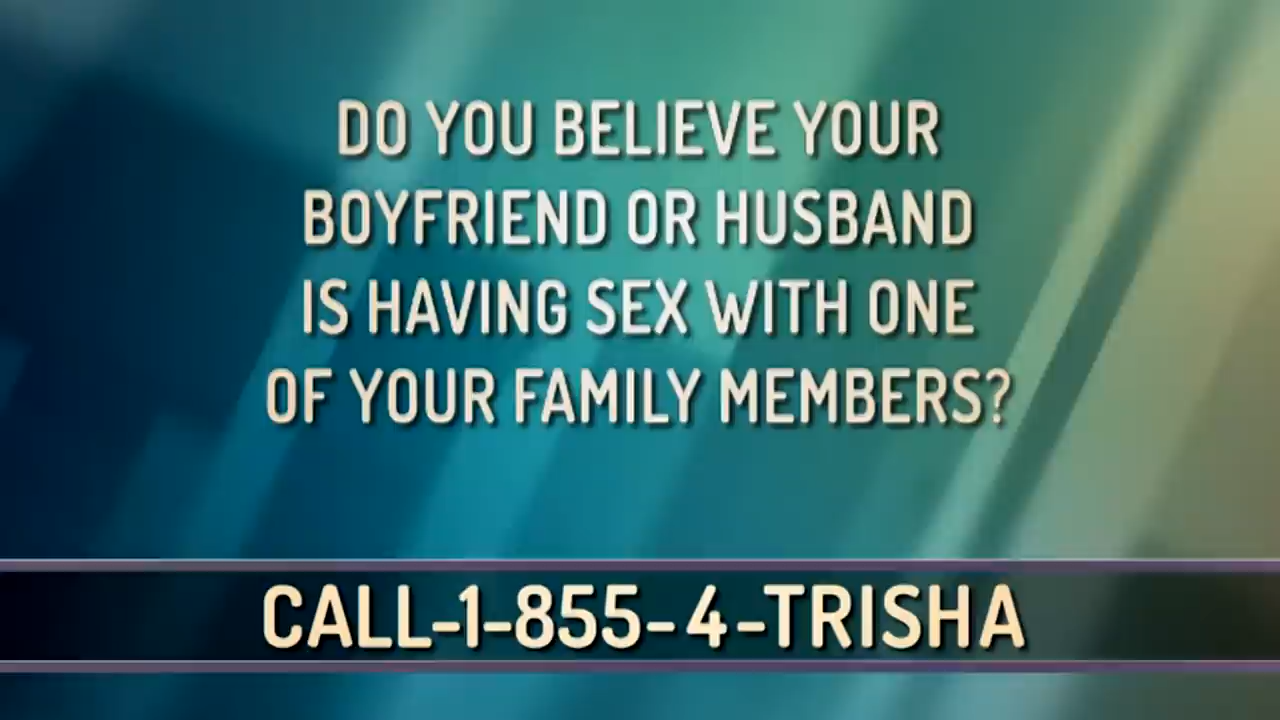 DO YOU BELIEVE YOUR
BOYFRIEND OR HUSBAND
IS HAVING SEX WITH ONE
OF YOUR FAMILY MEMBERS?
CALL-1-855-4-TRISHA